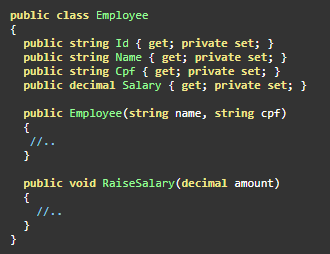 public class Employee
{
  public string Id { get; private set; }
  public string Name { get; private set; }
  public string Cpf { get; private set; }
  public decimal Salary { get; private set; }

  public Employee(string name, string cpf)
  {
   //..
  }

  public void RaiseSalary(decimal amount)
  {
    //..
  }
}